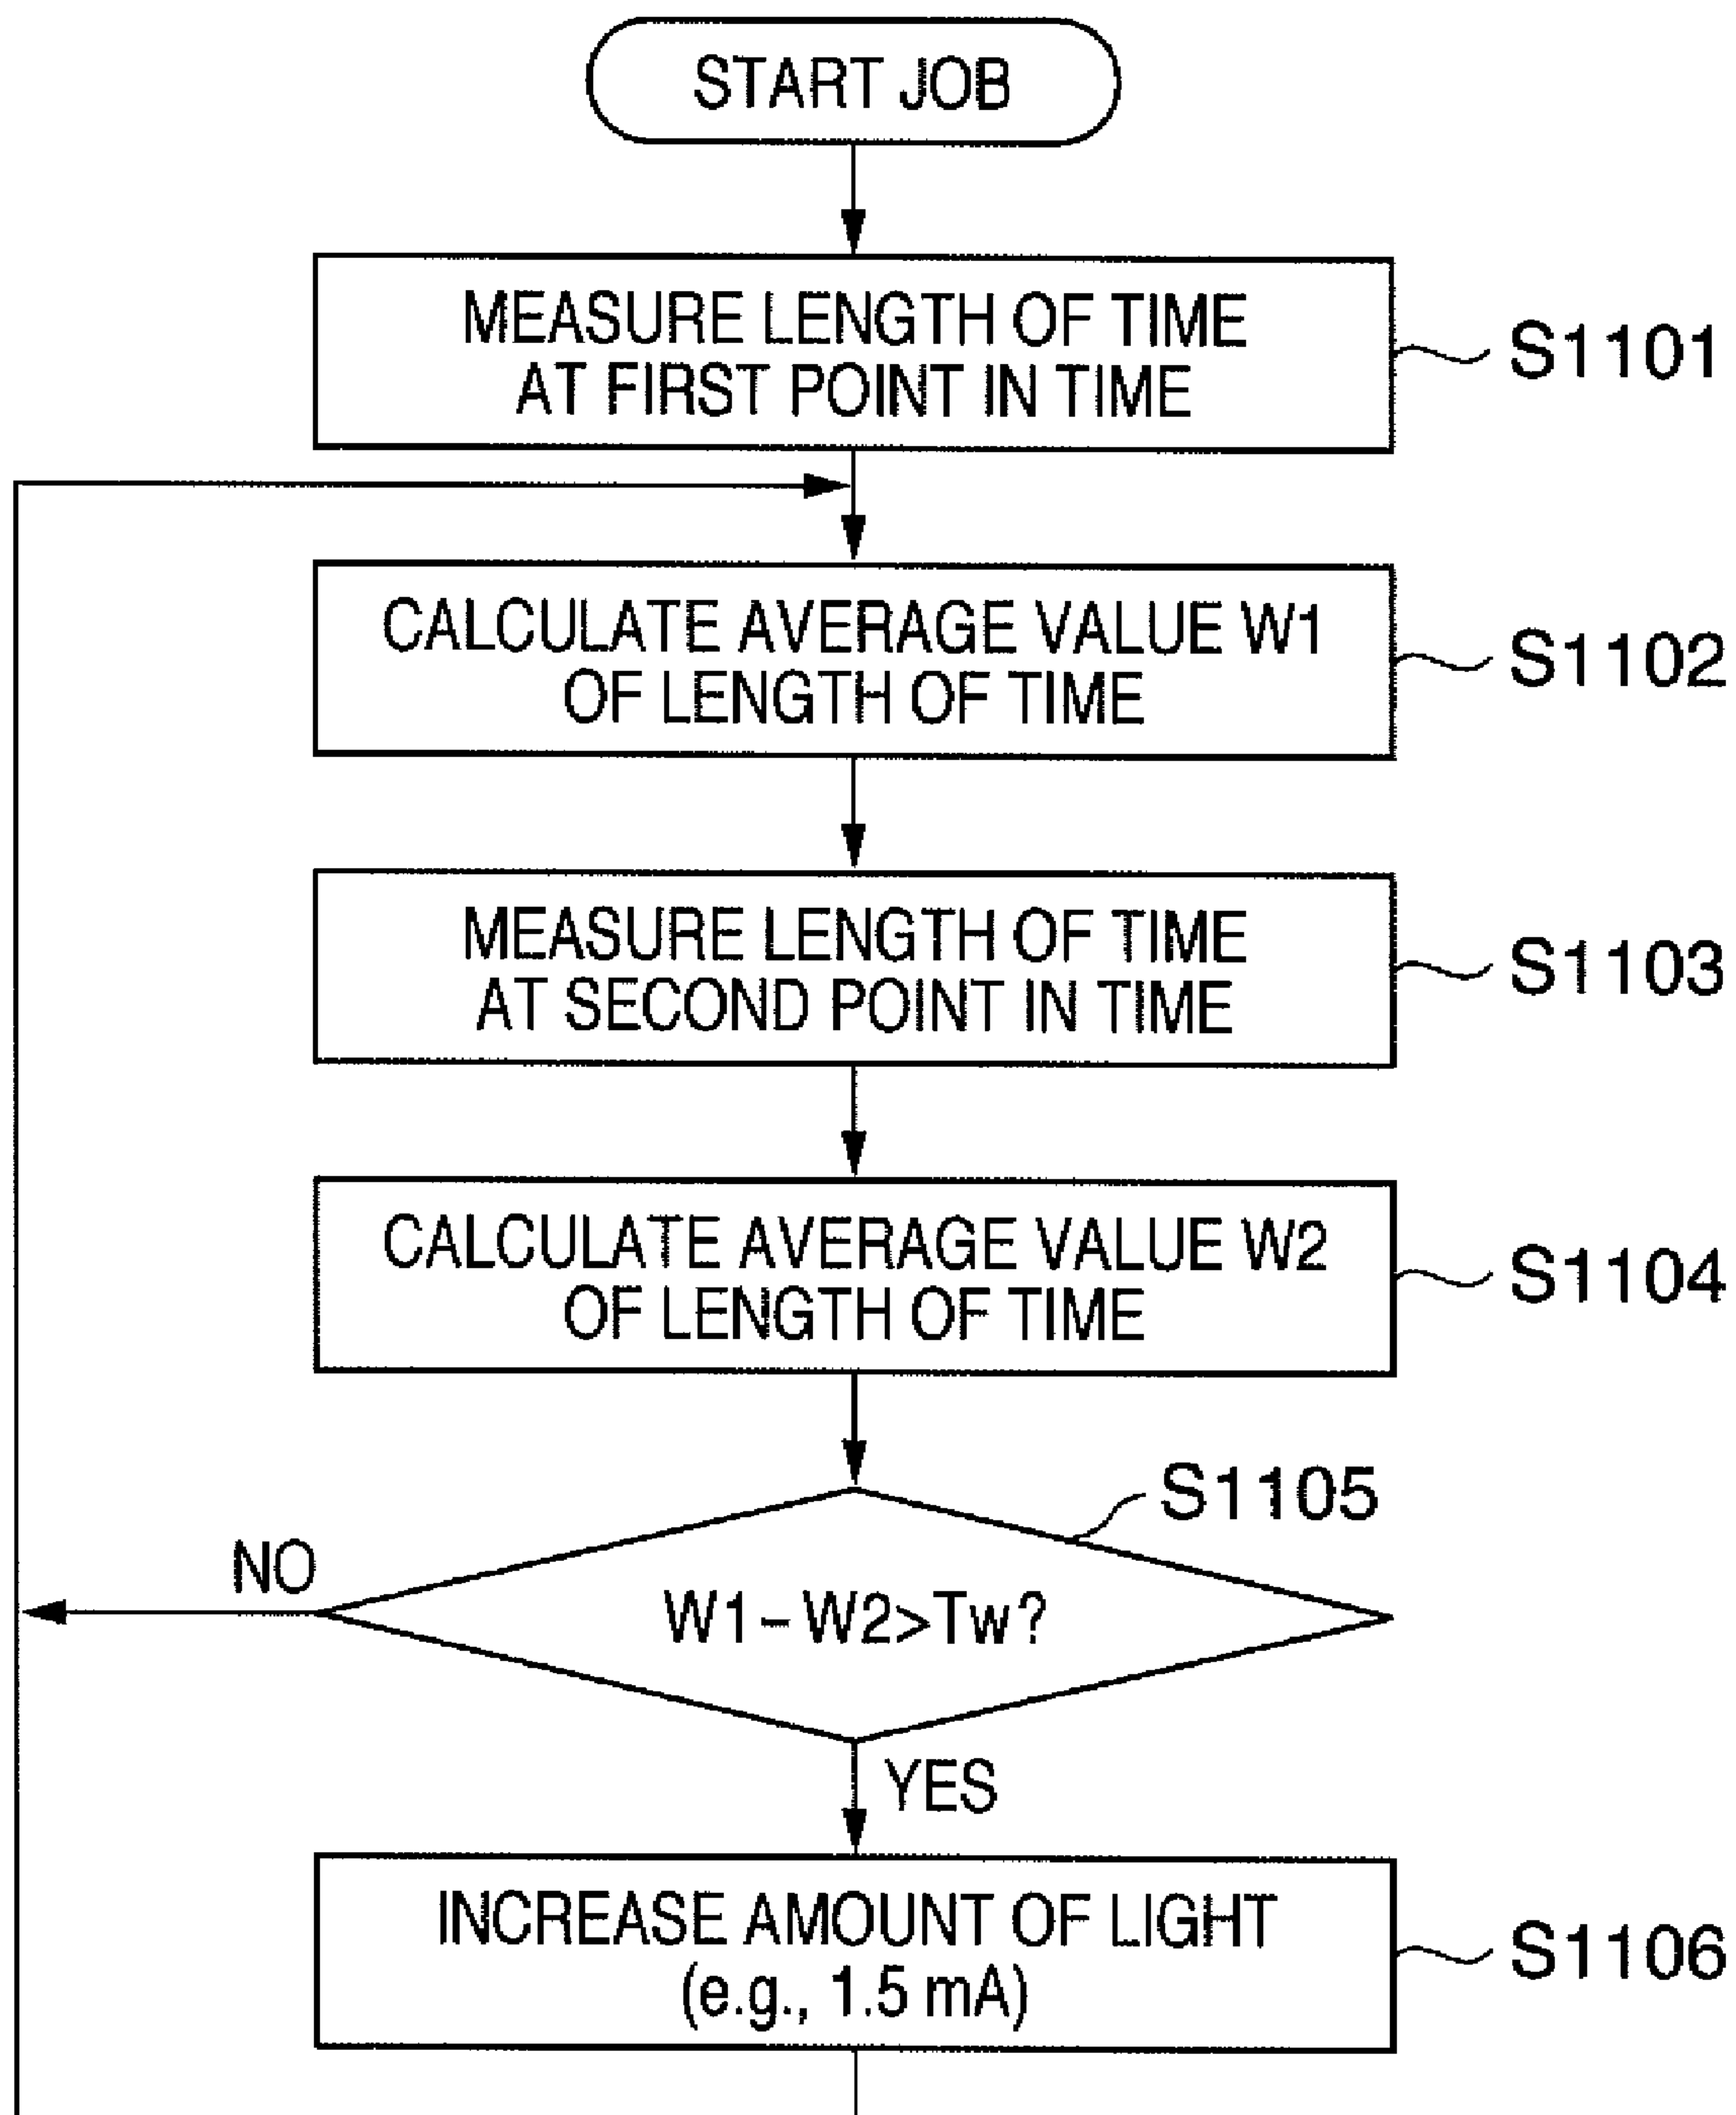 START JOB
MEASURE LENGTH OF TIME
AT FIRST POINT IN TIME
S1101
CALCULATE AVERAGE VALUE W1
OF LENGTH OF TIME
S1102
MEASURE LENGTH OF TIME
AT SECOND POINT IN TIME
S1103
CALCULATE AVERAGE VALUE W2
OF LENGTH OF TIME
S1104
S1105
NO
W1-W2>Tw?
YES
INCREASE AMOUNT OF LIGHT
(e.g., 1.5 mA)
S1106